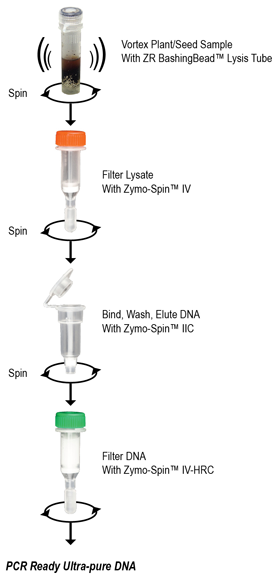 Vortex Plant/Seed Sample
With ZR BashingBead™ Lysis Tube
Spin
Filter Lysate
With Zymo-Spin™ IV
Spin
Bind, Wash, Elute DNA
With Zymo-Spin™ IIC
Spin
Filter DNA
With Zymo-Spin™ IV-HRC
PCR Ready Ultra-pure DNA